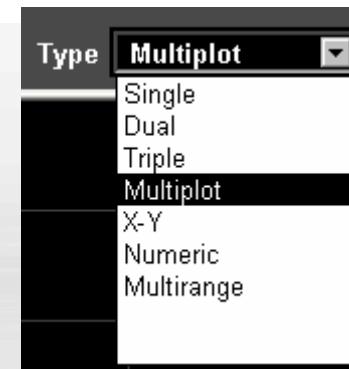 Type Multiplot
Single
Dual
Triple
Multiplot
X-Y
Numeric
Multirange